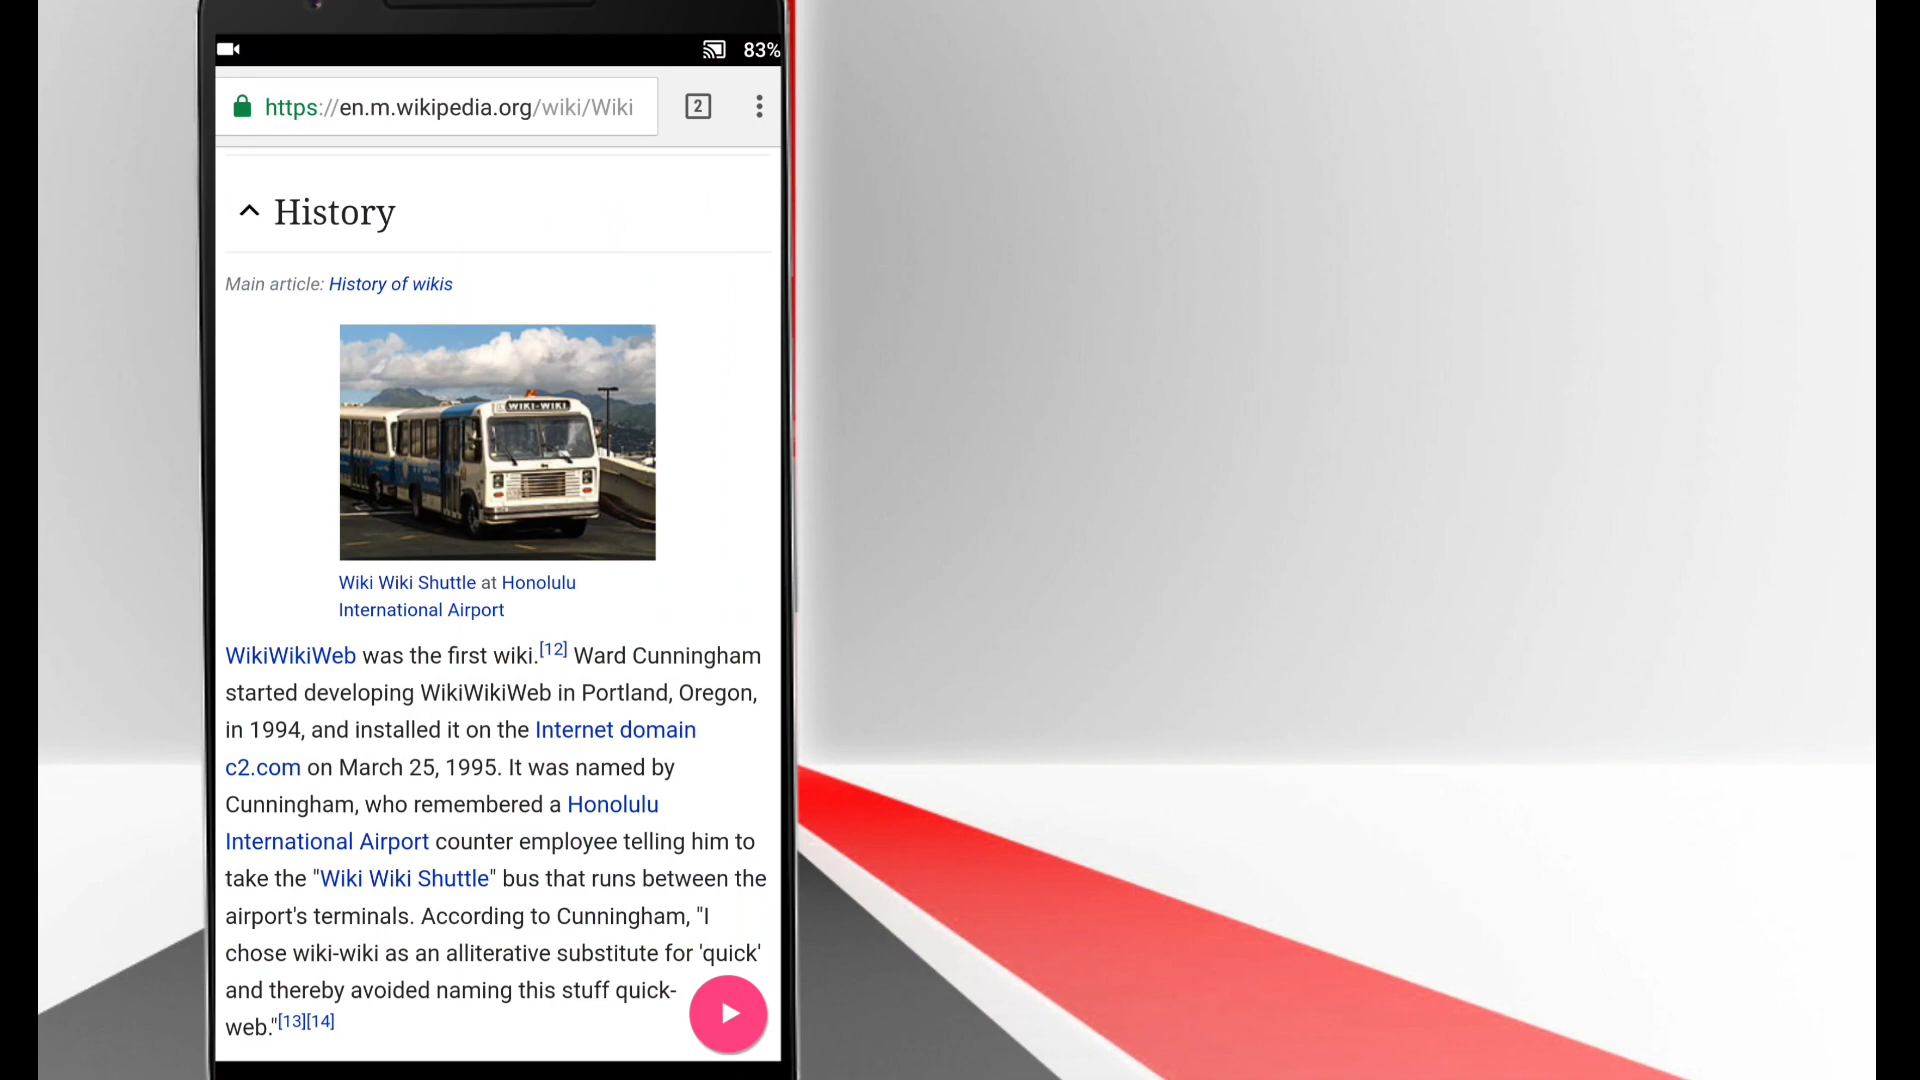 83%
https://en.m.wikipedia.org/wiki/Wiki
2
History
Main article: History of wikis
WIKI-WIKI
Wiki Wiki Shuttle at Honolulu
International Airport
WikiWikiWeb was the first wiki.[12] Ward Cunningham
started developing WikiWikiWeb in Portland, Oregon,
in 1994, and installed it on the Internet domain
c2.com on March 25, 1995. It was named by
Cunningham, who remembered a Honolulu
International Airport counter employee telling him to
take the "Wiki Wiki Shuttle" bus that runs between the
airport's terminals. According to Cunningham, "I
chose wiki-wiki as an alliterative substitute for 'quick'
and thereby avoided naming this stuff quick-
web."[13][14]